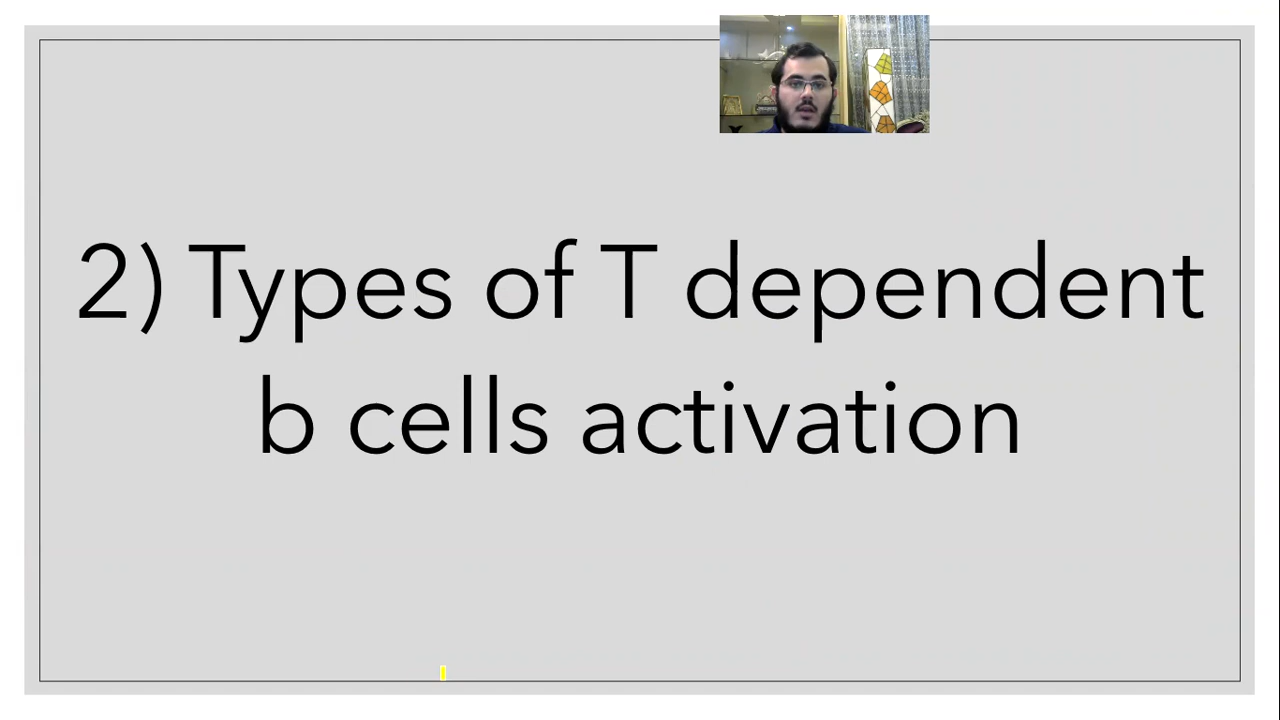 2) Types of T dependent
b cells activation